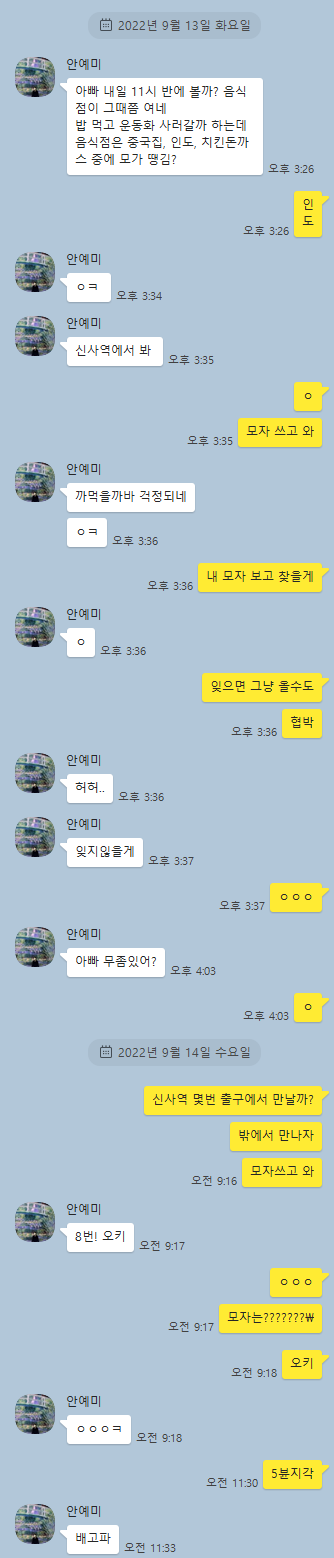 2022년 9월 13일 화요일
안예미
아빠 내일 11시 반에 볼까? 음식
점이 그때쯤 여네
밥 먹고 운동화 사러갈까 하는데
음식점은 중국집, 인도, 치킨돈까
스 중에 모가 땡김?
오후 3:26
인
도
오후 3:26
안예미
ㅇㅋ
오후 3:34
안예미
신사역에서 봐
오후 3:35
ㅇ
모자 쓰고 와
오후 3:35
안예미
까먹을까바 걱정되네
ㅇㅋ
오후 3:36
내 모자 보고 찾을게
오후 3:36
안예미
ㅇ
오후 3:36
잊으면 그냥 올수도
협박
오후 3:36
안예미
허허..
오후 3:36
안예미
잊지잃을게
오후 3:37
ㅇㅇㅇ
오후 3:37
안예미
아빠 무좀있어?
오후 4:03
ㅇ
오후 4:03
2022년 9월 14일 수요일
신사역 몇번 출구에서 만날까?
밖에서 만나자
모자쓰고 와
오전 9:16
안예미
8번! 오키
오전 9:17
ㅇㅇㅇ
모자는???????₩
오전 9:17
오키
오전 9:18
안예미
ㅇㅇㅇㅋ
오전 9:18
5뷴지각
오전 11:30
안예미
배고파
오전 11:33